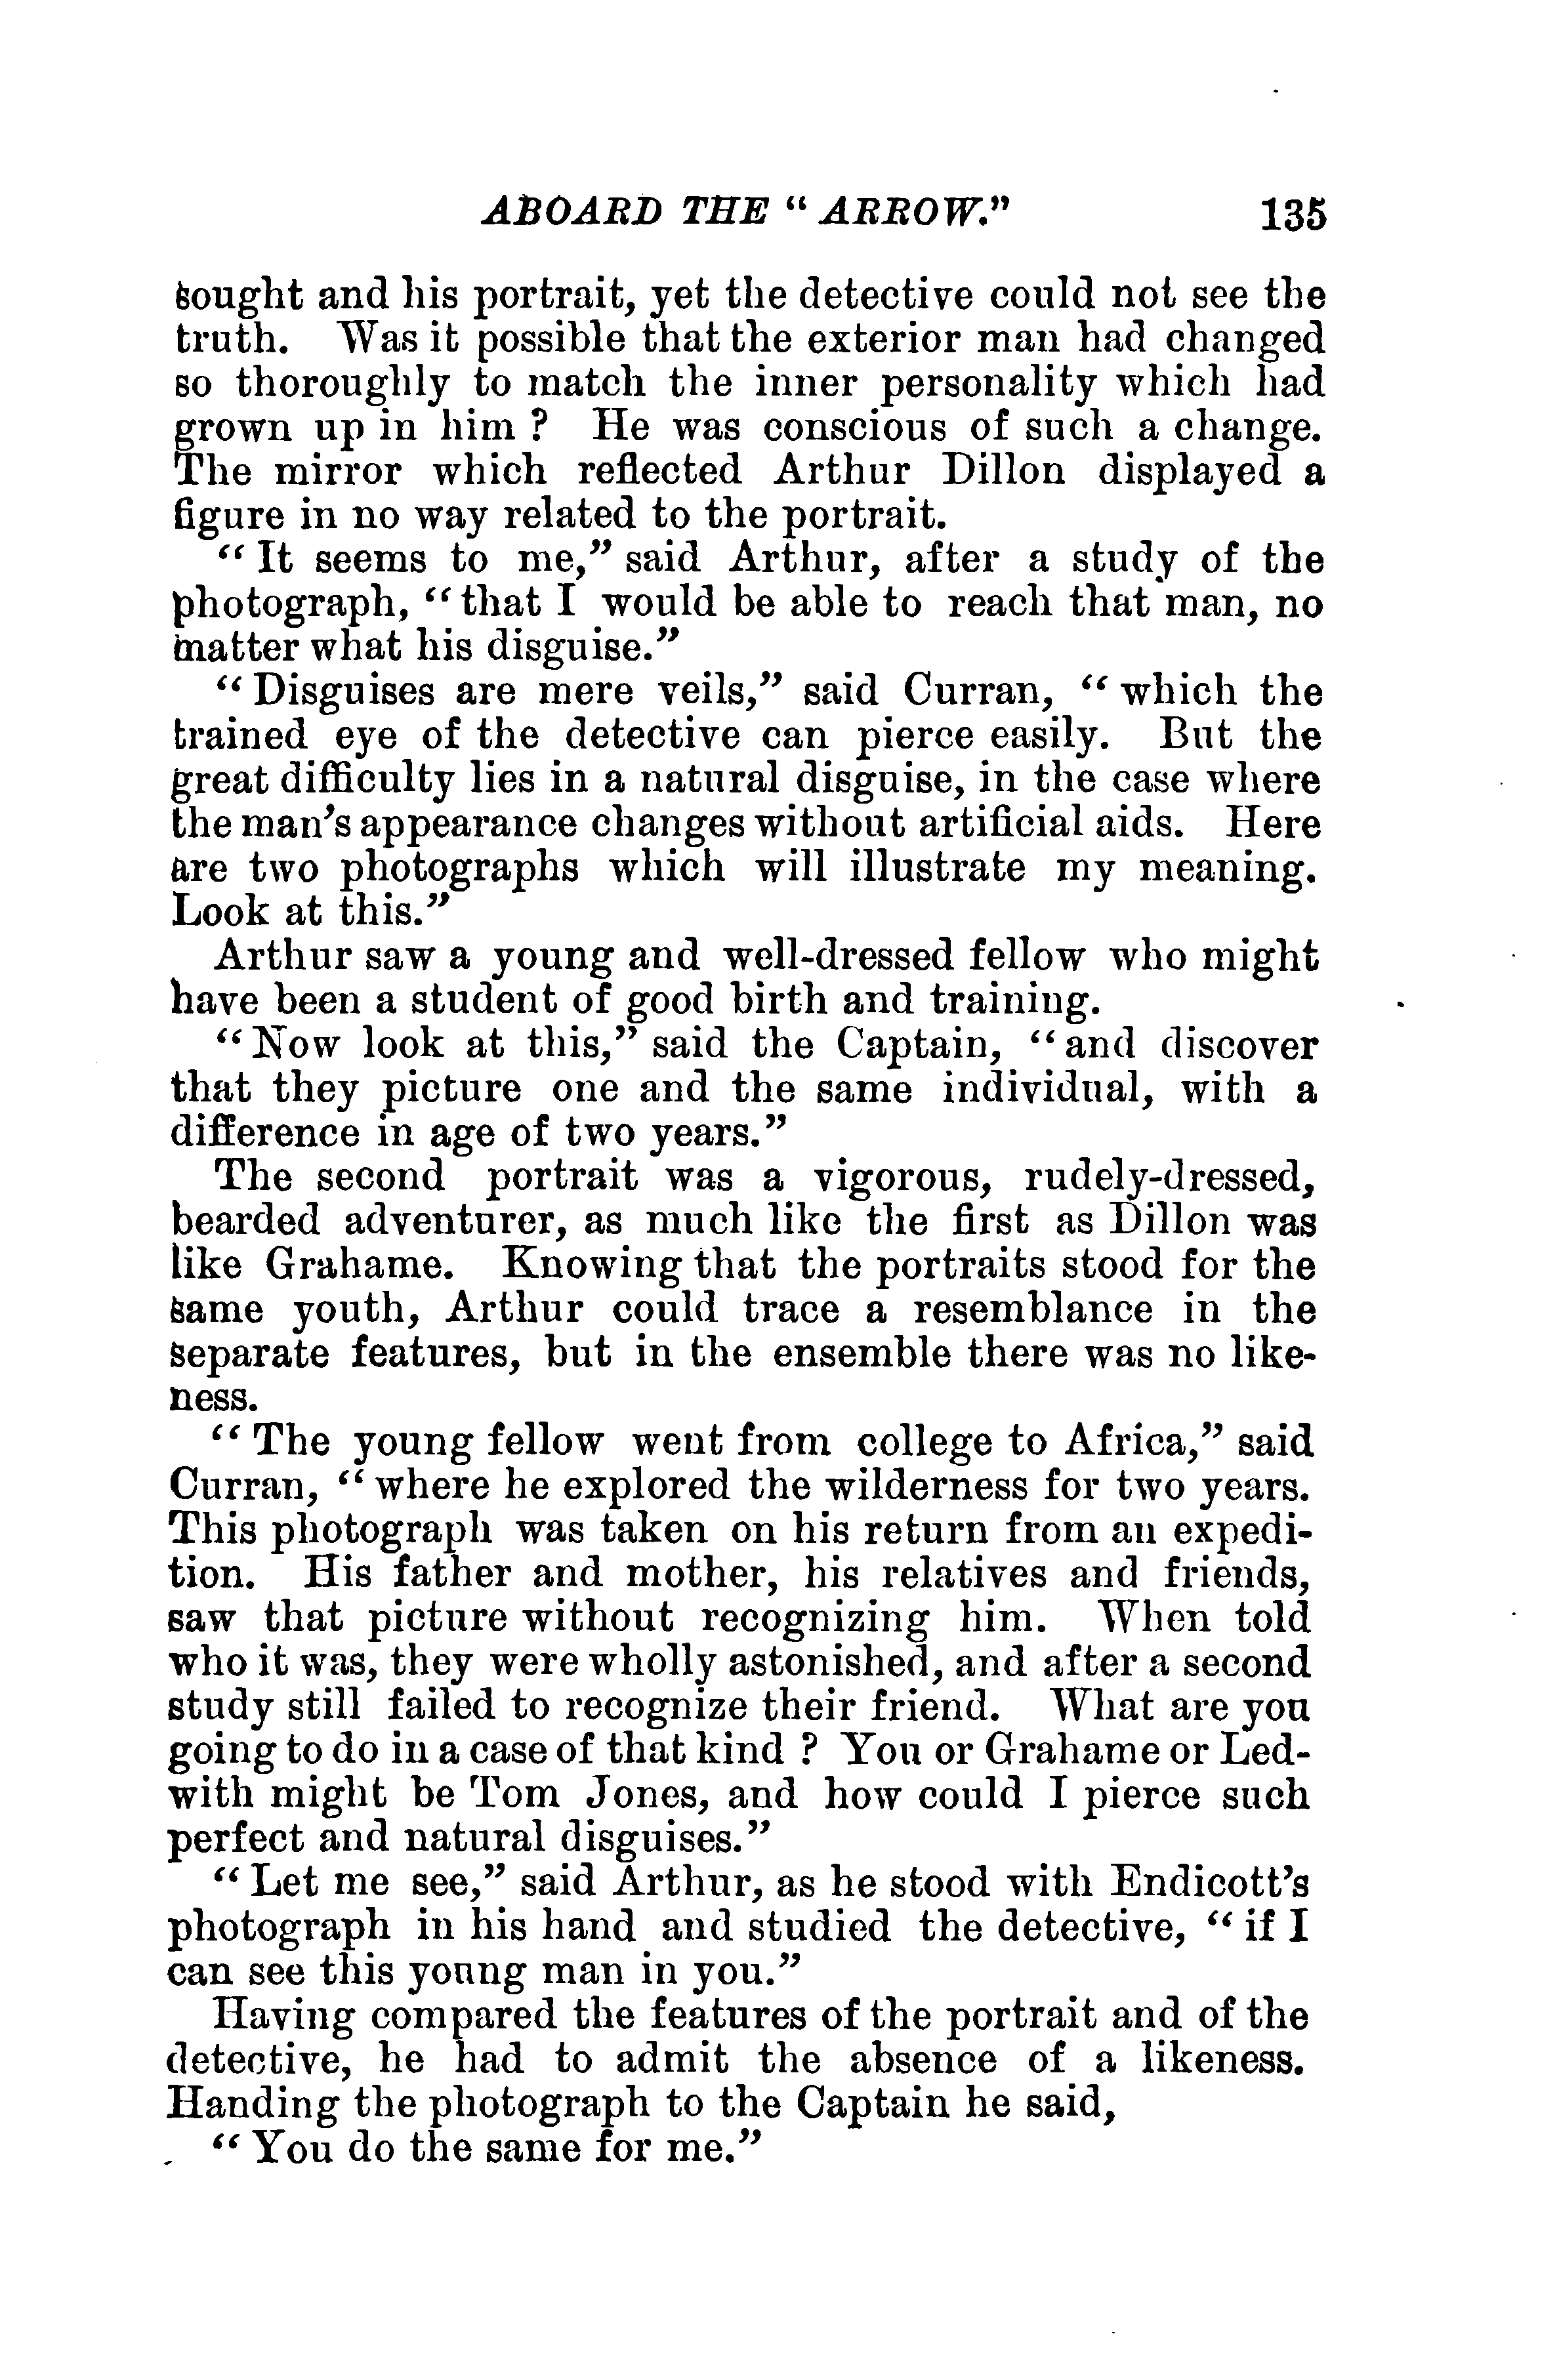 ABOARD THE “ ARROW.” 135
sought and his portrait, yet the detective could not see the
truth. Was it possible that the exterior man had changed
so thoroughly to match the inner personality which had
grown up in him ? He was conscious of such a change.
The mirror which reflected Arthur Dillon displayed a
figure in no way related to the portrait.
“ It seems to me,” said Arthur, after a study of the
photograph, “ that I would be able to reach that man, no
matter what his disguise.”
“ Disguises are mere veils,” said Curran, “ which the
trained eye of the detective can pierce easily. But the
great difficulty lies in a natural disguise, in the case where
the man’s appearance changes without artificial aids. Here
are two photographs which will illustrate my meaning.
Look at this.”
Arthur saw a young and well-dressed fellow who might
have been a student of good birth and training.
“ Now look at this,” said the Captain, “ and discover
that they picture one and the same individual, with a
difference in age of two years.”
The second portrait was a vigorous, rudely-dressed,
bearded adventurer, as much like the first as Dillon was
like Grahame. Knowing that the portraits stood for the
same youth, Arthur could trace a resemblance in the
separate features, but in the ensemble there was no like-
ness.
“ The young fellow went from college to Africa,” said
Curran, “ where he explored the wilderness for two years.
This photograph was taken on his return from an expedi-
tion. His father and mother, his relatives and friends,
saw that picture without recognizing him. When told
who it was, they were wholly astonished, and after a second
study still failed to recognize their friend. What are you
going to do in a case of that kind ? You or Grahame or Led-
with might be Tom Jones, and how could I pierce such
perfect and natural disguises.”
“ Let me see,” said Arthur, as he stood with Endicott’s
photograph in his hand and studied the detective, “ if I
can see this young man in you.”
Having compared the features of the portrait and of the
detective, he had to admit the absence of a likeness.
Handing the photograph to the Captain he said,
“ You do the same for me.”